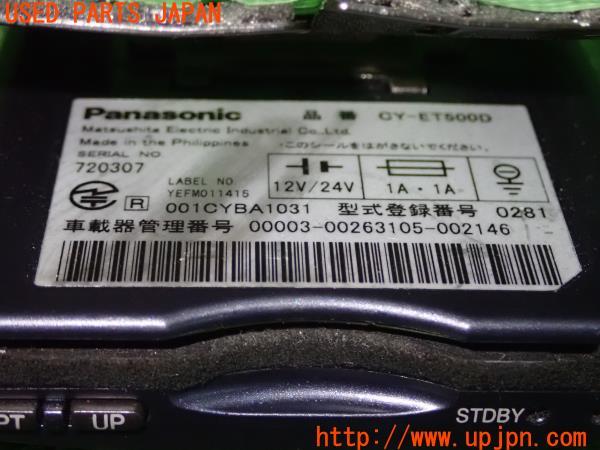 USED PARTS JAPAN
Panasonic 品番 CY-ET500D
Matsushita Electric Industrial Co.,Ltd.
Made in the Philippines ・このシールをはがさないでください。
SERIAL NO.
720307
LABEL NO.
YEFM011415
12V/24V 1A・1A
R 001CYBA1031 型式登録番号 0281
車載器管理番号 00003-00263105-002146
PT UP STDBY
http://www.upjpn.com